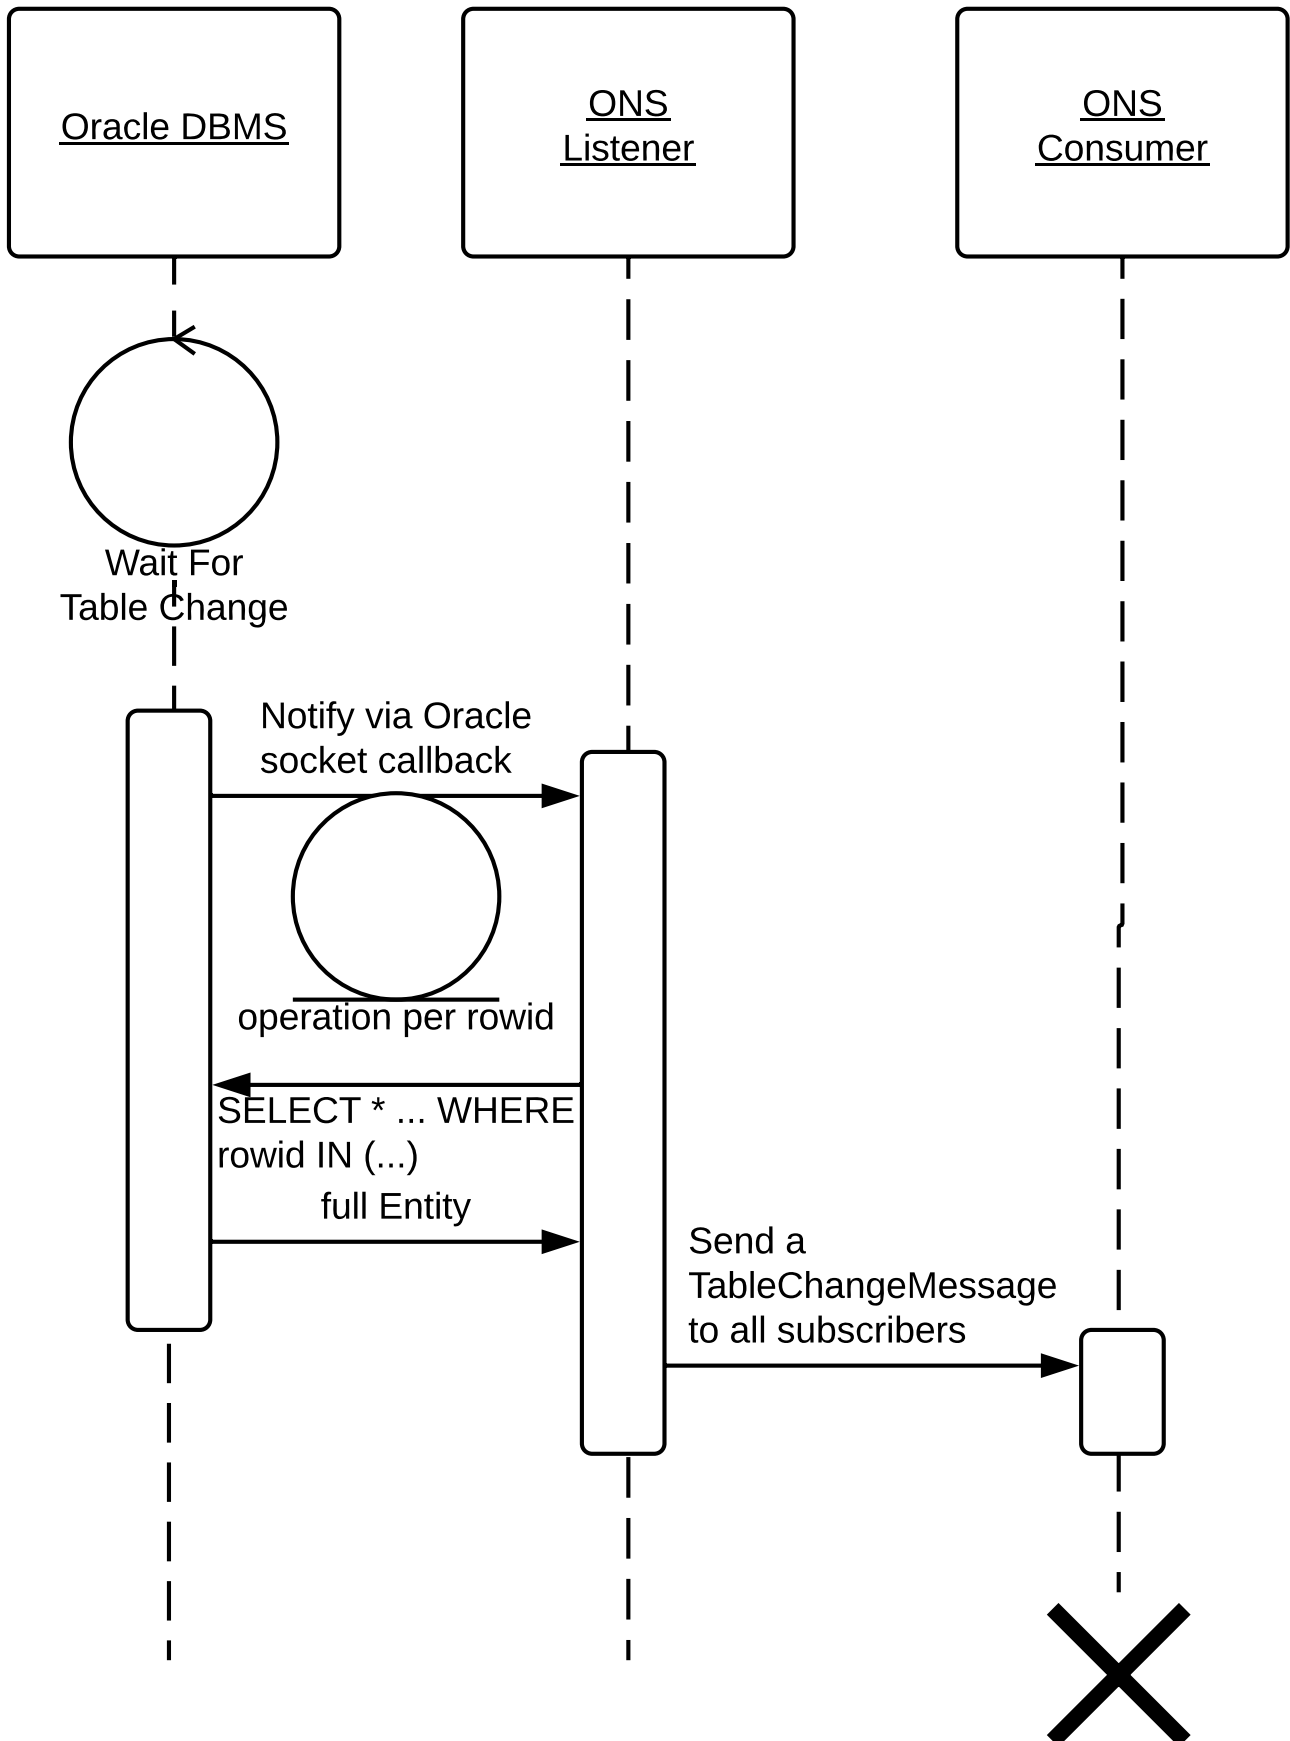 Oracle DBMS
ONS
Listener
ONS
Consumer
Wait For
Table Change
Notify via Oracle
socket callback
operation per rowid
SELECT * ... WHERE
rowid IN (...)
full Entity
Send a
TableChangeMessage
to all subscribers